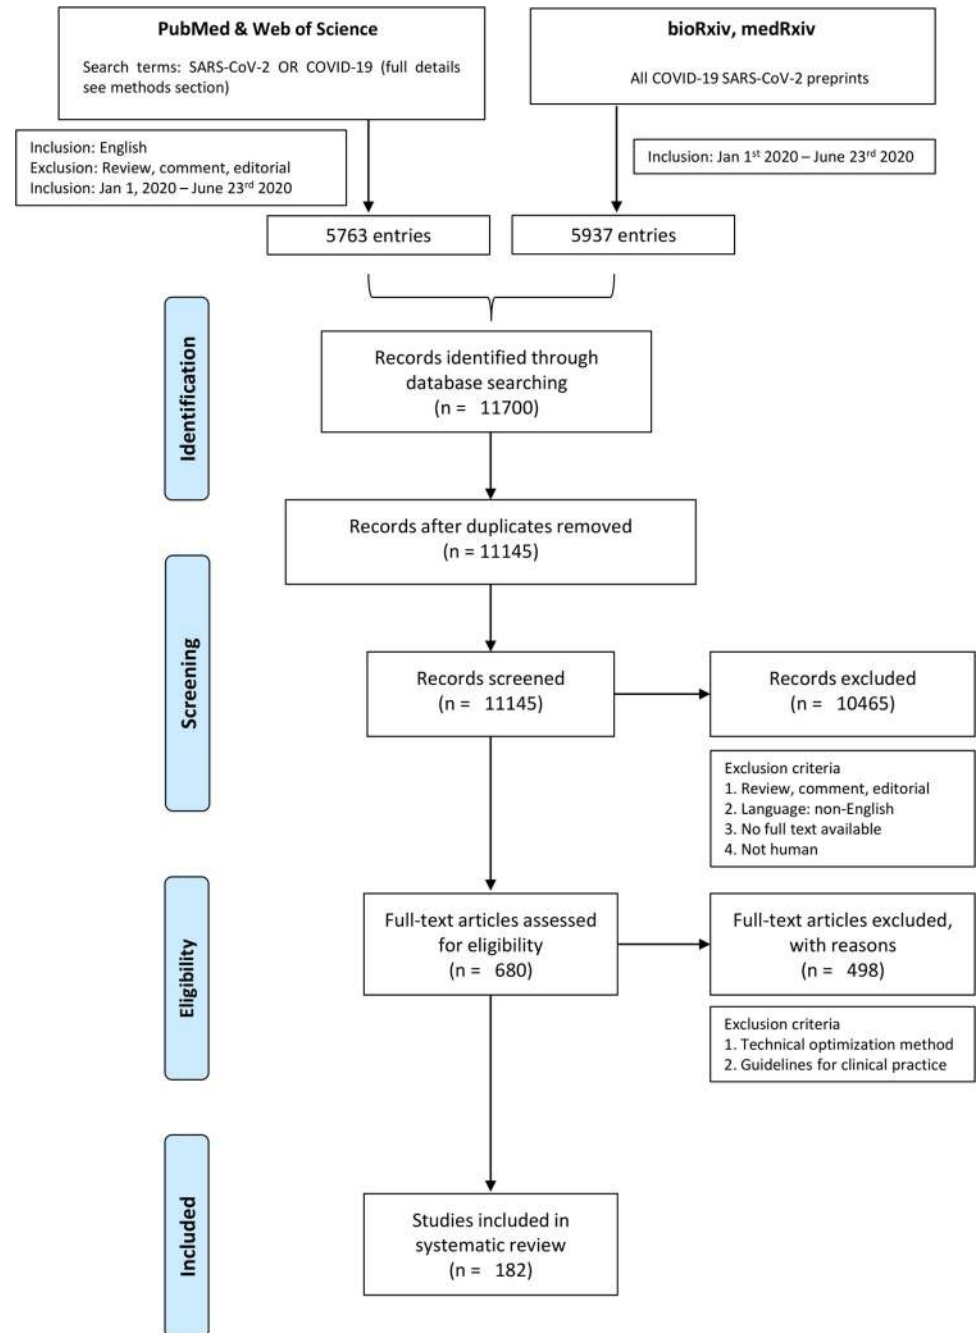 PubMed & Web of Science
Search terms: SARS-CoV-2 OR COVID-19 (full details
see methods section)
bioRxiv, medRxiv
All COVID-19 SARS-CoV-2 preprints
Inclusion: English
Exclusion: Review, comment, editorial
Inclusion: Jan 1, 2020 – June 23rd 2020
Inclusion: Jan 1st 2020 – June 23rd 2020
5763 entries
5937 entries
Identification
Records identified through
database searching
(n = 11700)
Records after duplicates removed
(n = 11145)
Screening
Records screened
(n = 11145)
Records excluded
(n = 10465)
Exclusion criteria
1. Review, comment, editorial
2. Language: non-English
3. No full text available
4. Not human
Eligibility
Full-text articles assessed
for eligibility
(n = 680)
Full-text articles excluded,
with reasons
(n = 498)
Exclusion criteria
1. Technical optimization method
2. Guidelines for clinical practice
Included
Studies included in
systematic review
(n = 182)